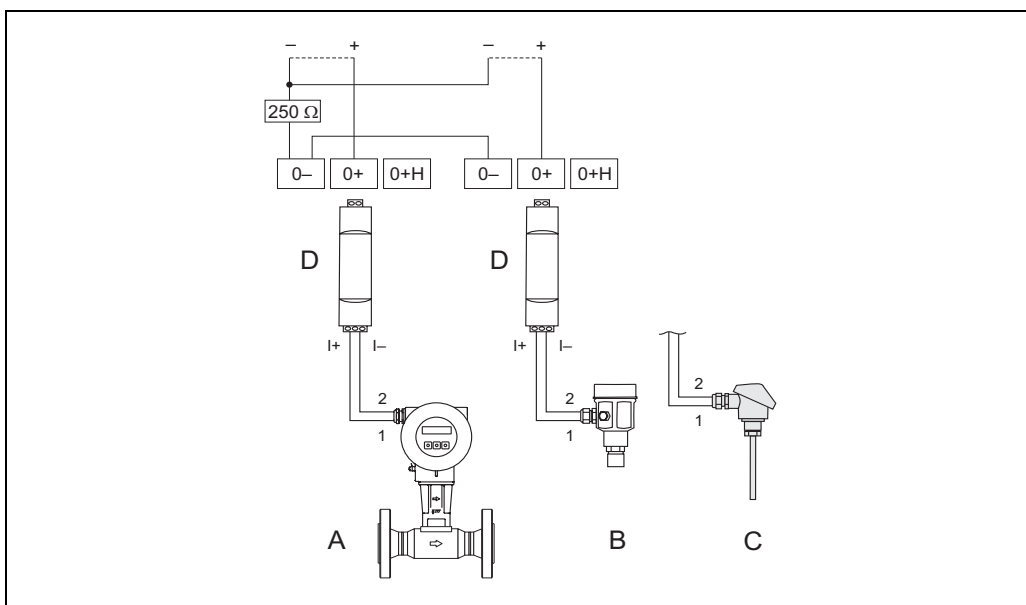 – + – +
250 Ω
0– 0+ 0+H 0– 0+ 0+H
D D
I+ I– I+ I–
2 2 2
1 1 1
A B C